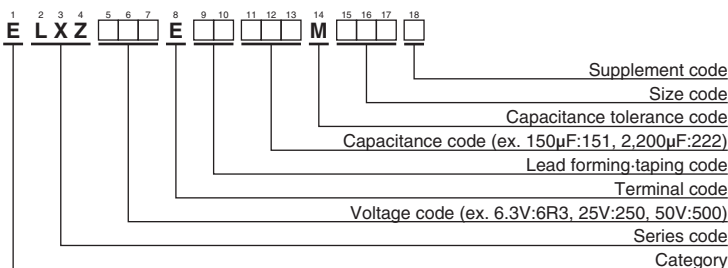 1 2 3 4 5 6 7 8 9 10 11 12 13 14 15 16 17 18
E L X Z □□□ E □□ □□□ M □□□ □
Supplement code
Size code
Capacitance tolerance code
Capacitance code (ex. 150µF:151, 2,200µF:222)
Lead forming·taping code
Terminal code
Voltage code (ex. 6.3V:6R3, 25V:250, 50V:500)
Series code
Category